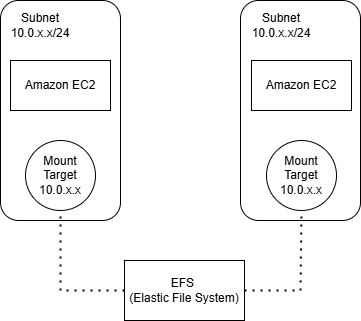 Subnet
10.0.x.x/24
Amazon EC2
Mount
Target
10.0.x.x
Subnet
10.0.x.x/24
Amazon EC2
Mount
Target
10.0.x.x
EFS
(Elastic File System)